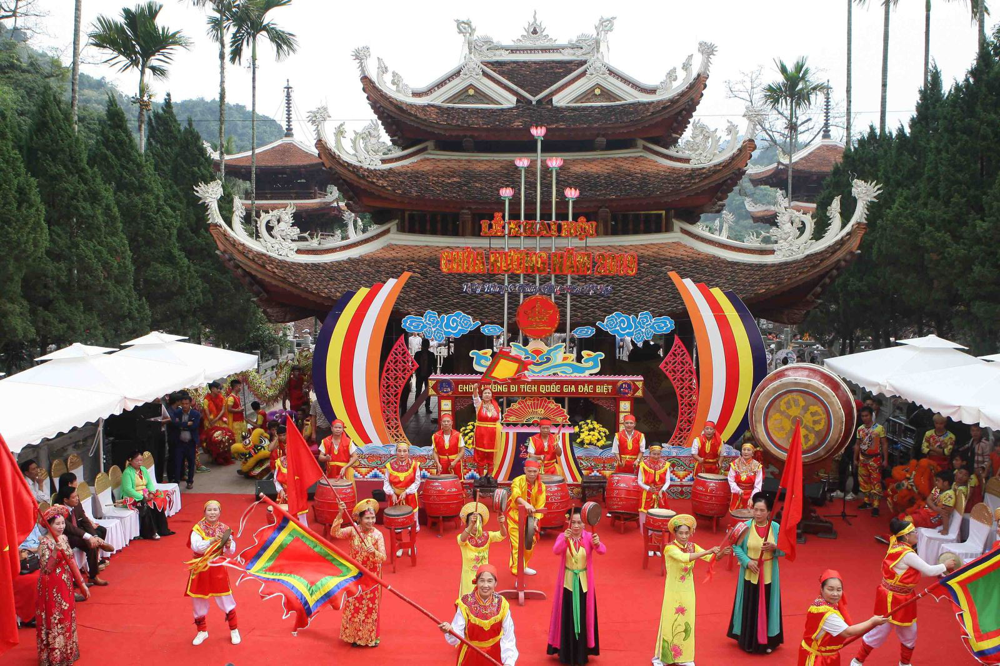 LỄ KHAI HỘI
CHÙA HƯƠNG NĂM 2019
CHÙA HƯƠNG DI TÍCH QUỐC GIA ĐẶC BIỆT